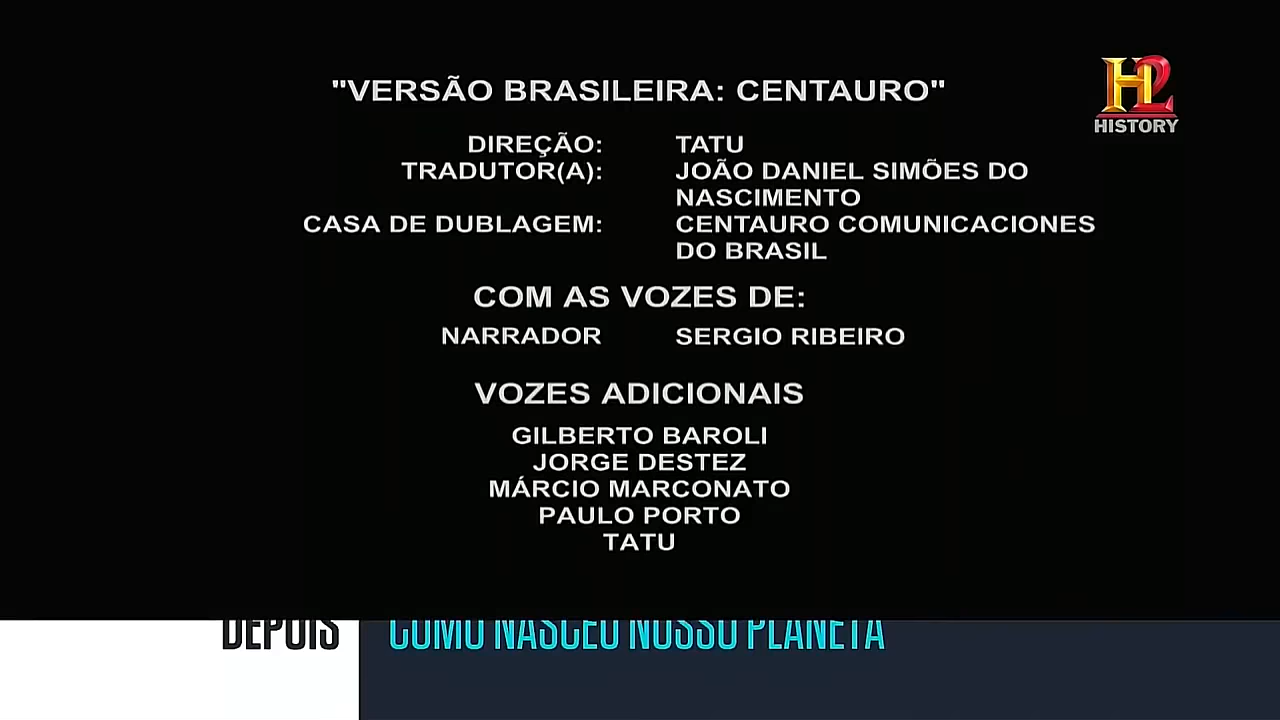 "VERSÃO BRASILEIRA: CENTAURO"
H2
HISTORY
DIREÇÃO: TATU
TRADUTOR(A): JOÃO DANIEL SIMÕES DO
NASCIMENTO
CASA DE DUBLAGEM: CENTAURO COMUNICACIONES
DO BRASIL
COM AS VOZES DE:
NARRADOR SERGIO RIBEIRO
VOZES ADICIONAIS
GILBERTO BAROLI
JORGE DESTEZ
MÁRCIO MARCONATO
PAULO PORTO
TATU
DEPOIS COMO NASCEU NOSSO PLANETA